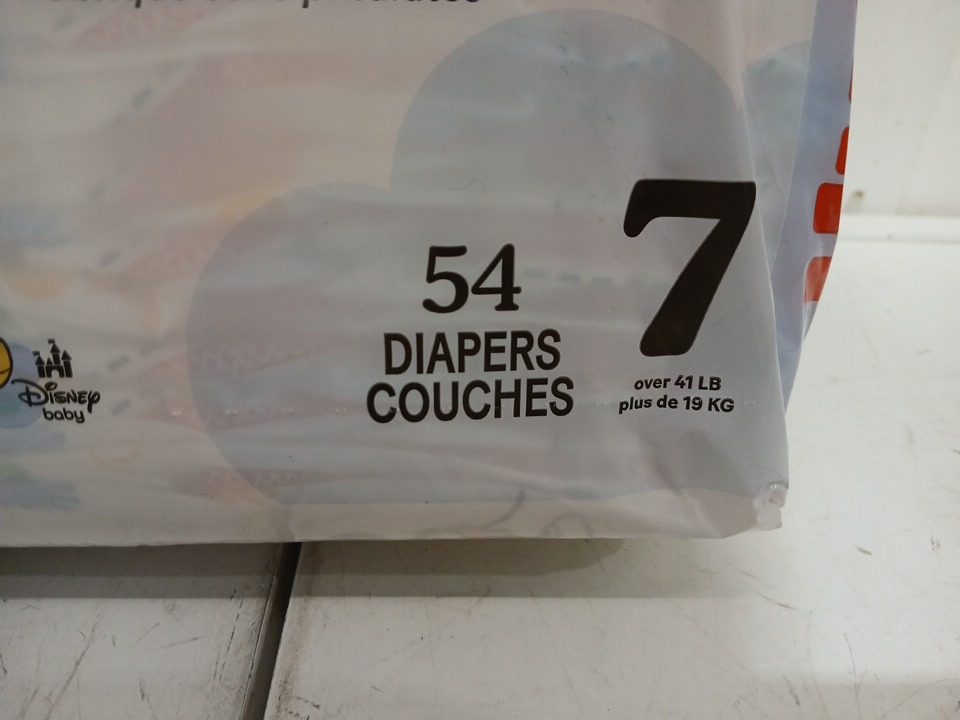 54
DIAPERS
COUCHES
7
over 41 LB
plus de 19 KG
Disney
baby